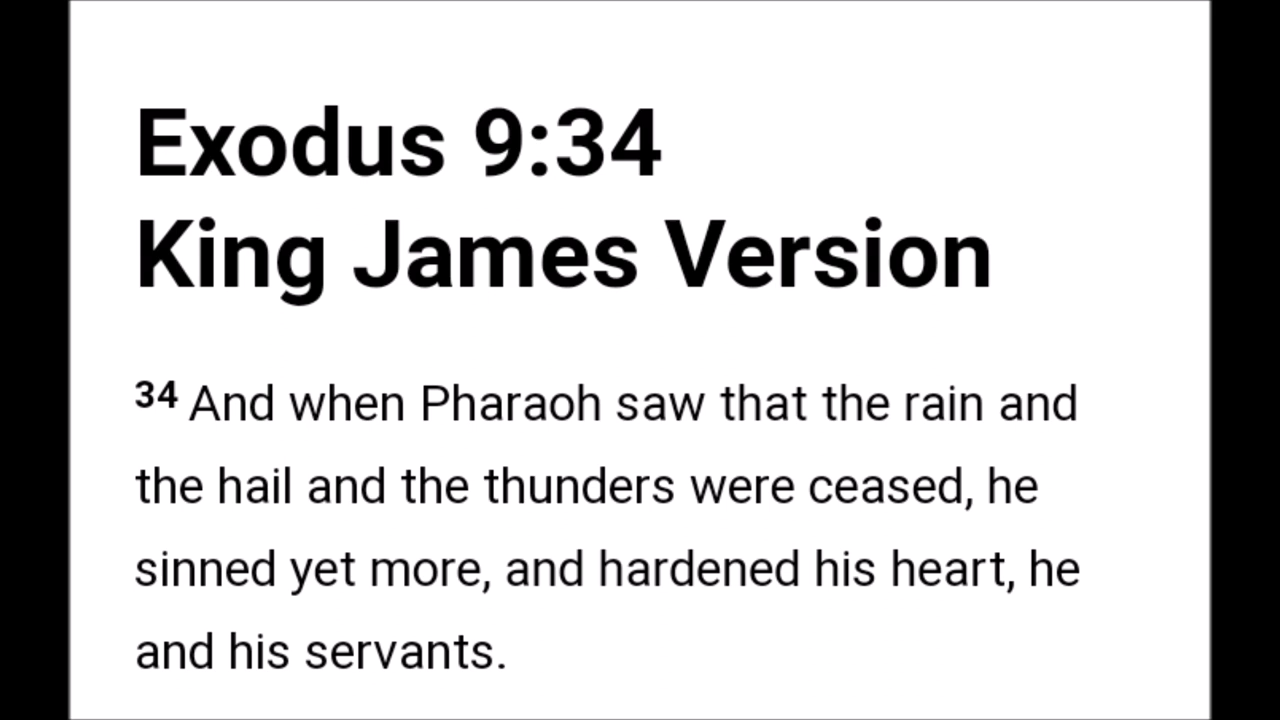 Exodus 9:34
King James Version
34 And when Pharaoh saw that the rain and
the hail and the thunders were ceased, he
sinned yet more, and hardened his heart, he
and his servants.